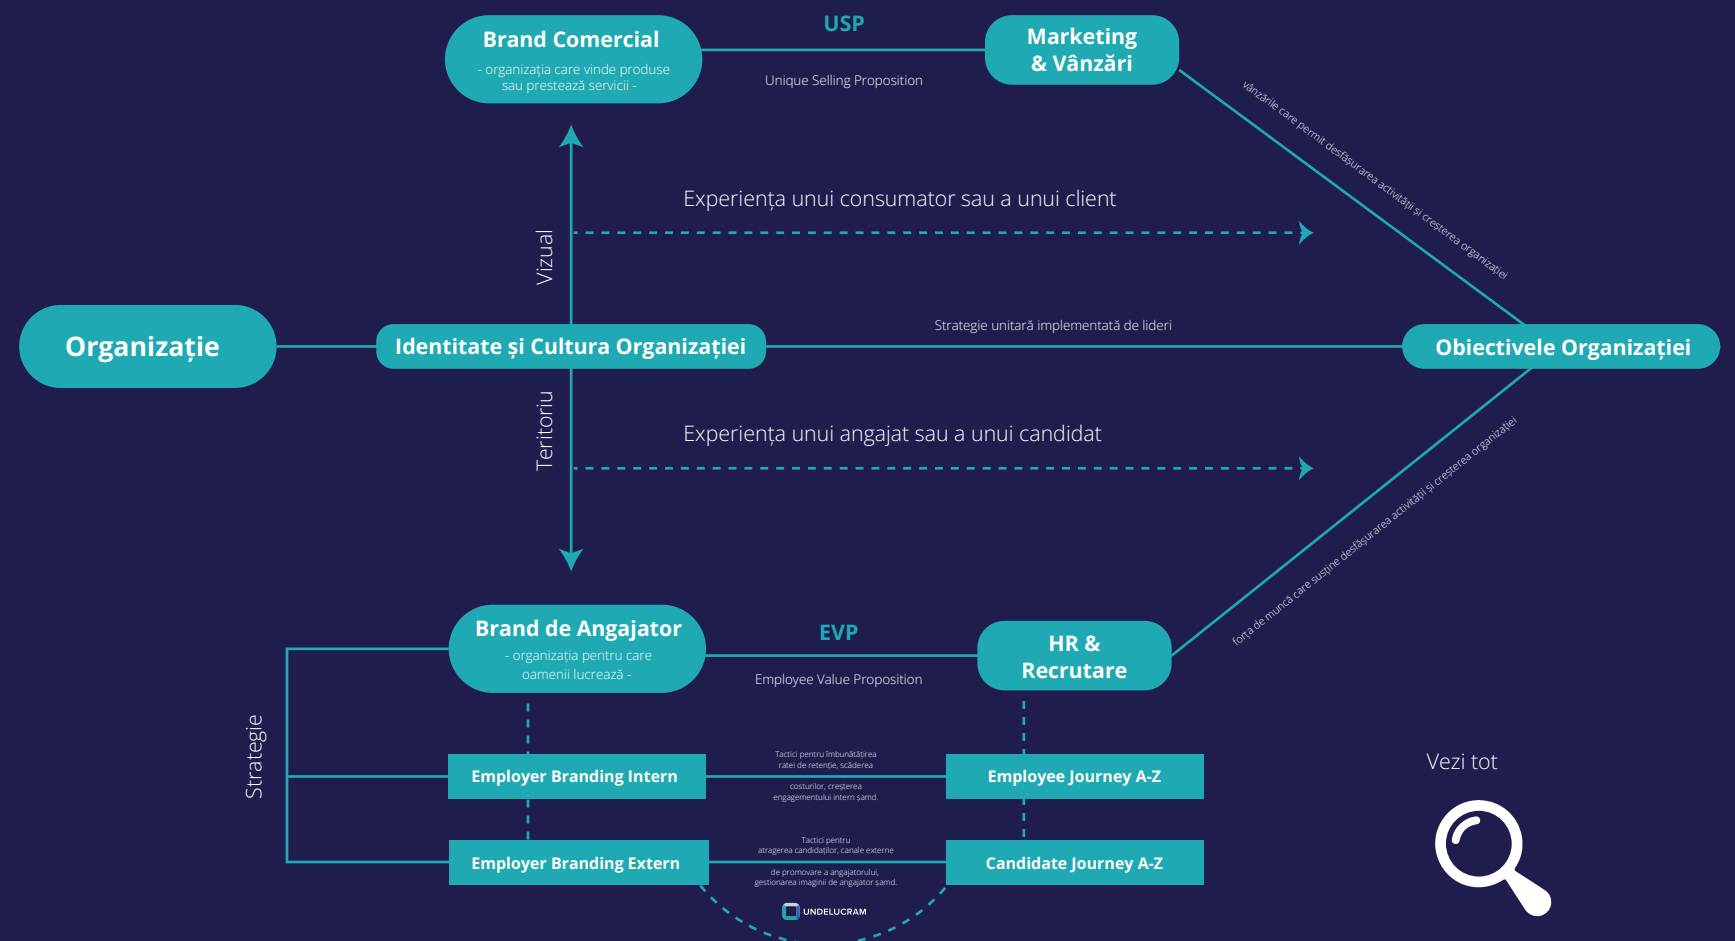 USP
Brand Comercial
- organizația care vinde produse
sau prestează servicii -
Unique Selling Proposition
Marketing
& Vânzări
vânzările care permit desfășurarea activității și creșterea organizației
Experiența unui consumator sau a unui client
Vizual
Organizație
Identitate și Cultura Organizației
Strategie unitară implementată de lideri
Obiectivele Organizației
Teritoriu
Experiența unui angajat sau a unui candidat
forța de muncă care susține desfășurarea activității și creșterea organizației
Brand de Angajator
- organizația pentru care
oamenii lucrează -
EVP
Employee Value Proposition
HR &
Recrutare
Strategie
Employer Branding Intern
Tactici pentru îmbunătățirea
ratei de retenție, scăderea
costurilor, creșterea
engagementului intern șamd.
Employee Journey A-Z
Employer Branding Extern
Tactici pentru
atragerea candidaților, canale externe
de promovare a angajatorului,
gestionarea imaginii de angajator șamd.
Candidate Journey A-Z
UNDELUCRAM
Vezi tot